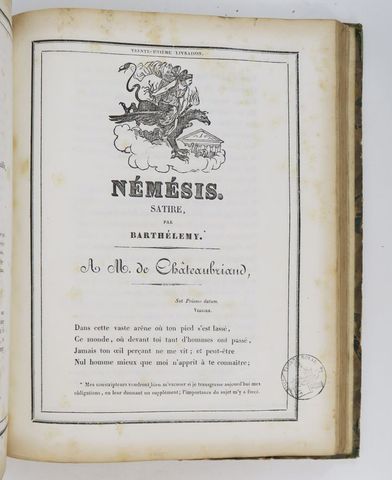 TRENTE-UNIÈME LIVRAISON.
NÉMÉSIS.
SATIRE,
PAR
BARTHÉLEMY.*
A M. de Châteaubriand,
Sat Priamo datum.
VIRGILE.
Dans cette vaste arène où ton pied s'est lassé,
Ce monde, où devant toi tant d'hommes ont passé,
Jamais ton œil perçant ne me vit; et peut-être
Nul homme mieux que moi n'apprit à te connaître;
* Mes souscripteurs voudront bien m'excuser si je transgresse aujourd'hui mes
obligations, en leur donnant un supplément; l'importance du sujet m'y a forcé.